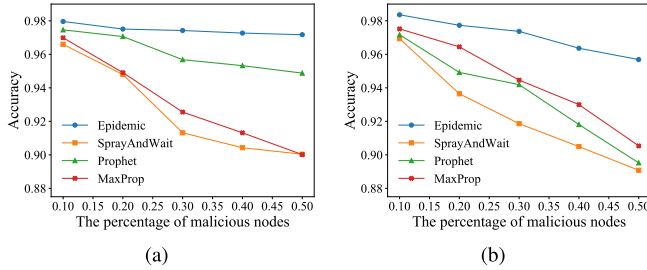 0.98
0.96
0.94
0.92
0.90
0.88
Accuracy
Epidemic
SprayAndWait
Prophet
MaxProp
0.10 0.15 0.20 0.25 0.30 0.35 0.40 0.45 0.50
The percentage of malicious nodes
(a)
0.98
0.96
0.94
0.92
0.90
0.88
Accuracy
Epidemic
SprayAndWait
Prophet
MaxProp
0.10 0.15 0.20 0.25 0.30 0.35 0.40 0.45 0.50
The percentage of malicious nodes
(b)